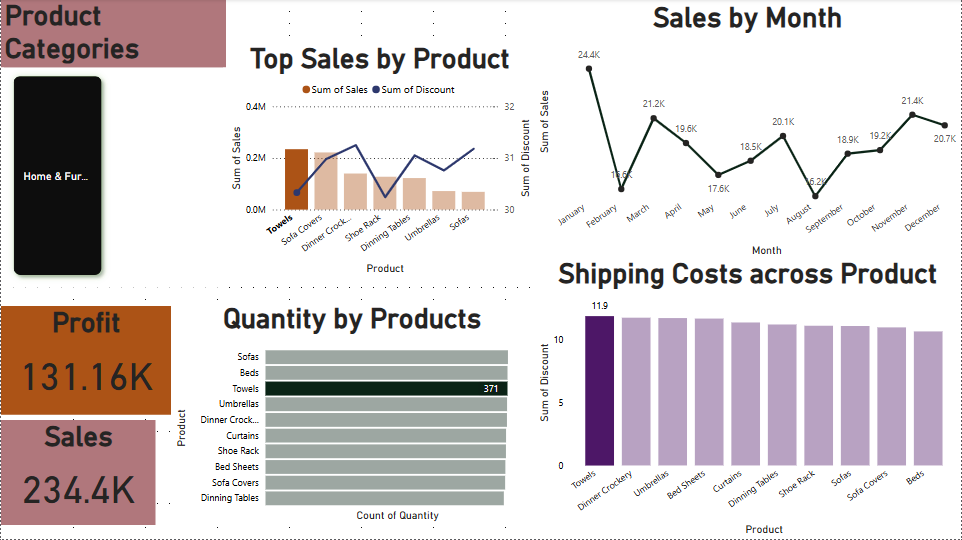 Product
Categories
Home & Fur...
Top Sales by Product
Sum of Sales Sum of Discount
0.4M
0.2M
0.0M
32
31
30
Sum of Sales
Sum of Discount
Towels
Sofa Covers
Dinner Crock...
Shoe Rack
Dinning Tables
Umbrellas
Sofas
Product
Sales by Month
Sum of Sales
24.4K
21.2K
19.6K
17.6K
18.5K
20.1K
16.2K
18.9K
19.2K
21.4K
20.7K
January
February
March
April
May
June
July
August
September
October
November
December
Month
Profit
131.16K
Sales
234.4K
Quantity by Products
Product
Sofas
Beds
Towels
371
Umbrellas
Dinner Crock...
Curtains
Shoe Rack
Bed Sheets
Sofa Covers
Dinning Tables
Count of Quantity
Shipping Costs across Product
Sum of Discount
11.9
10
5
0
Towels
Dinner Crockery
Umbrellas
Bed Sheets
Curtains
Dinning Tables
Shoe Rack
Sofas
Sofa Covers
Beds
Product